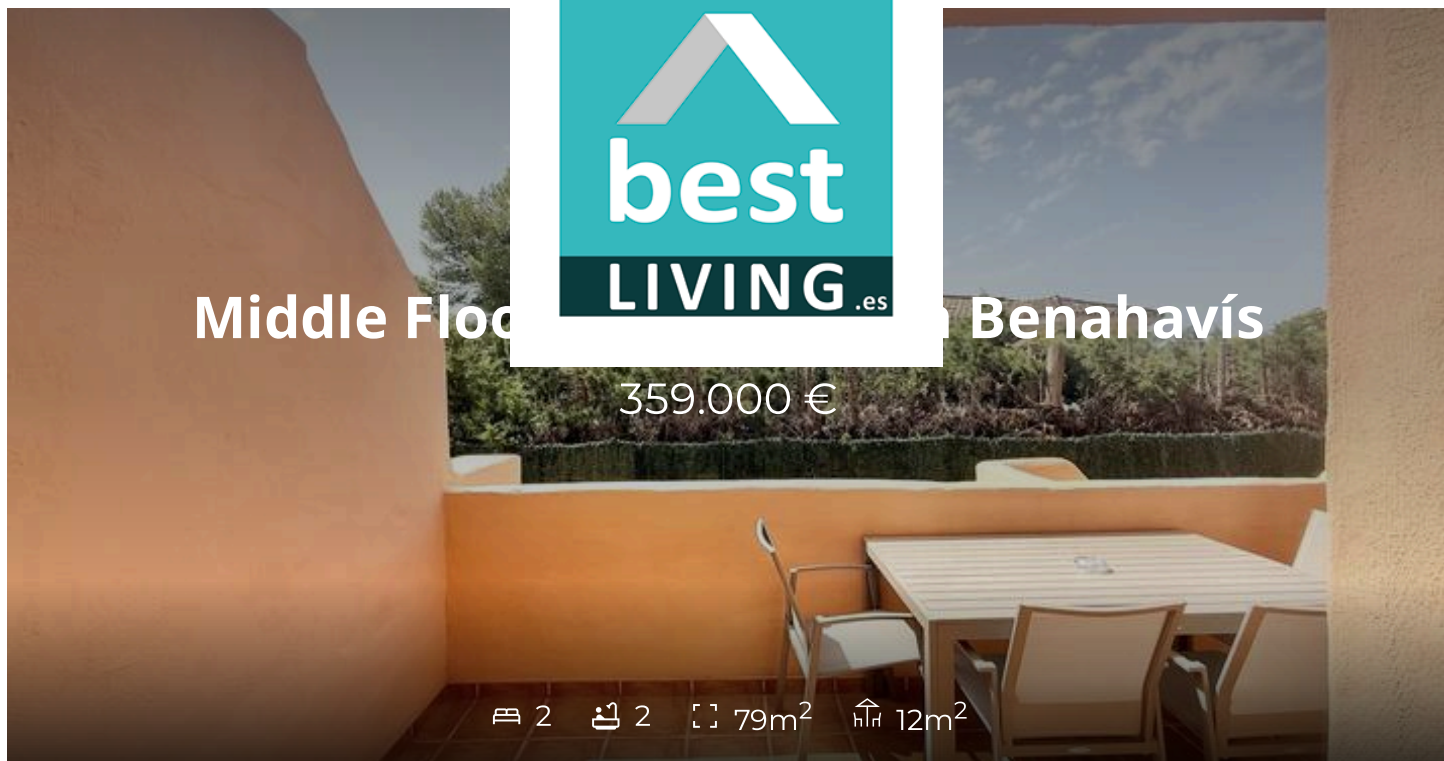 best
LIVING.es
Middle Floo Benahavís
359.000 €
2 2 79m² 12m²